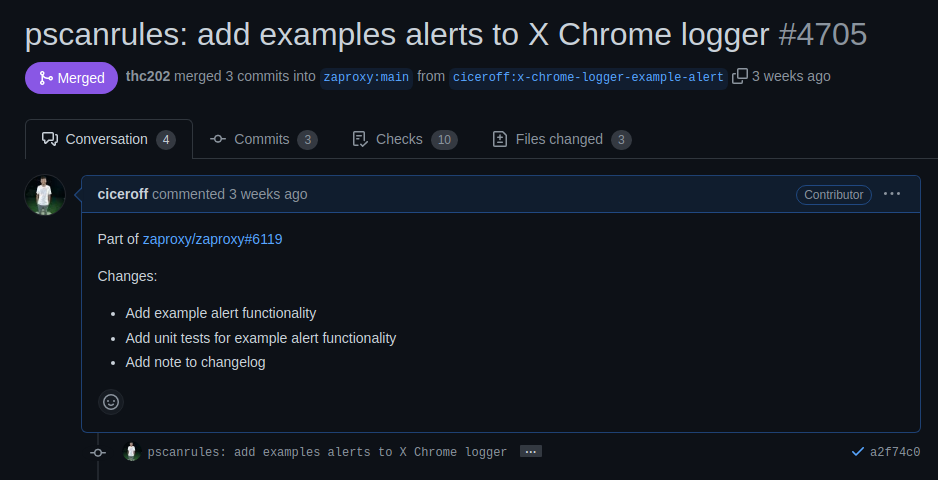 pscanrules: add examples alerts to X Chrome logger #4705
Merged thc202 merged 3 commits into zaproxy:main from ciceroff:x-chrome-logger-example-alert 3 weeks ago
Conversation 4 Commits 3 Checks 10 Files changed 3
ciceroff commented 3 weeks ago Contributor ...
Part of zaproxy/zaproxy#6119
Changes:
• Add example alert functionality
• Add unit tests for example alert functionality
• Add note to changelog
pscanrules: add examples alerts to X Chrome logger ... a2f74c0